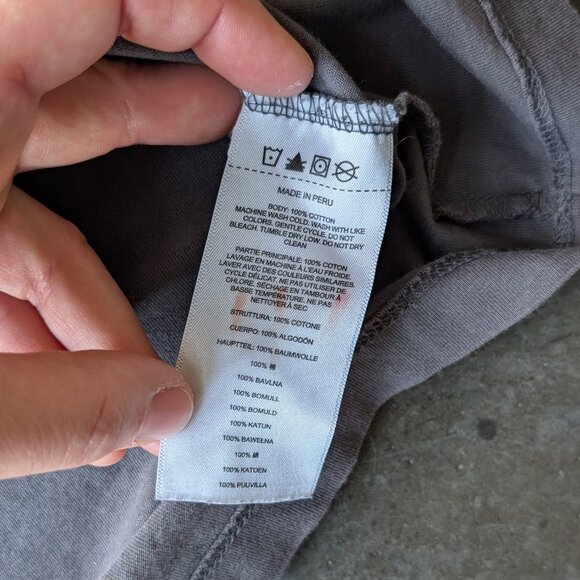 MADE IN PERU
BODY: 100% COTTON
MACHINE WASH COLD. WASH WITH LIKE
COLORS. GENTLE CYCLE. DO NOT
BLEACH. TUMBLE DRY LOW. DO NOT DRY
CLEAN
PARTIE PRINCIPALE: 100% COTON
LAVAGE EN MACHINE À L'EAU FROIDE.
LAVER AVEC DES COULEURS SIMILAIRES.
CYCLE DÉLICAT. NE PAS UTILISER DE
CHLORE. SÉCHAGE EN TAMBOUR À
BASSE TEMPÉRATURE. NE PAS
NETTOYER À SEC
STRUTTURA: 100% COTONE
CUERPO: 100% ALGODÓN
HAUPTTEIL: 100% BAUMWOLLE
100% 綿
100% BAVLNA
100% BOMULL
100% BOMULD
100% KATUN
100% BAWEŁNA
100% 綿
100% KATOEN
100% PUUVILLA